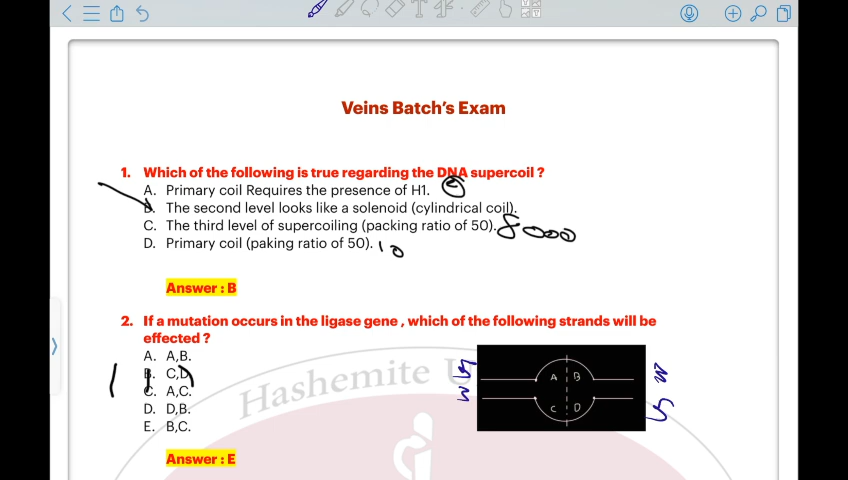 Veins Batch's Exam
1. Which of the following is true regarding the DNA supercoil ?
A. Primary coil Requires the presence of H1. 2
B. The second level looks like a solenoid (cylindrical coil).
C. The third level of supercoiling (packing ratio of 50). 8000
D. Primary coil (paking ratio of 50). 10
Answer : B
2. If a mutation occurs in the ligase gene , which of the following strands will be
effected ?
A. A,B.
B. C,D
C. A,C.
D. D,B.
E. B,C.
A B
C D
Hashemite U
Answer : E